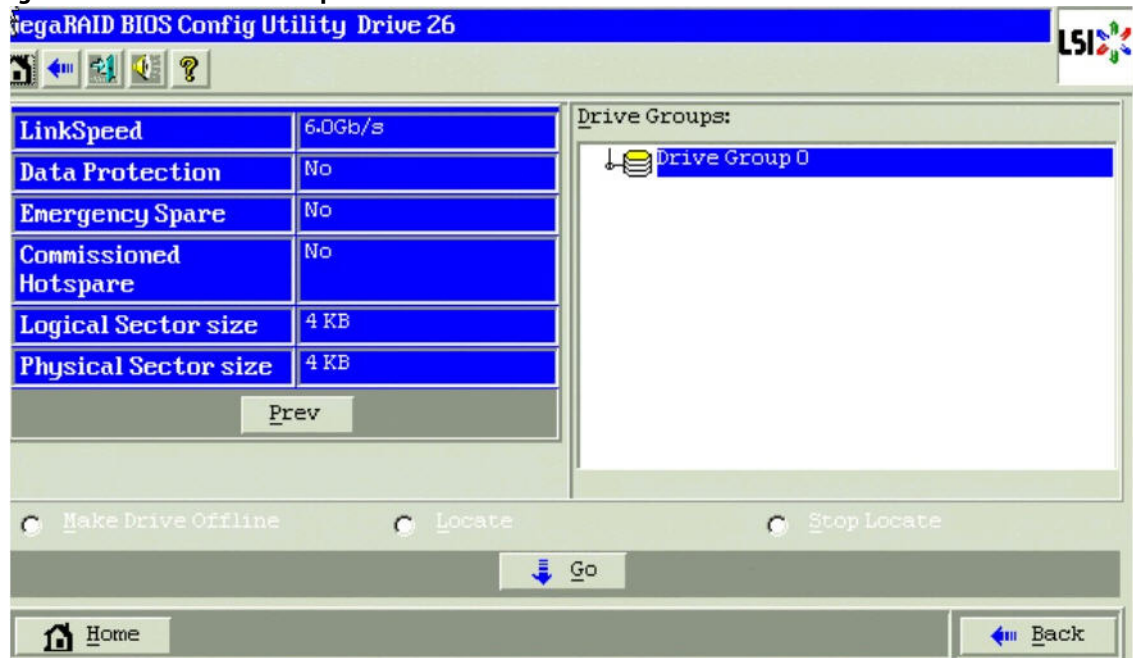 MegaRAID BIOS Config Utility Drive 26
LSI
LinkSpeed 6.0Gb/s
Data Protection No
Emergency Spare No
Commissioned Hotspare No
Logical Sector size 4 KB
Physical Sector size 4 KB
Prev
Drive Groups:
Drive Group 0
Make Drive Offline
Locate
Stop Locate
Go
Home
Back